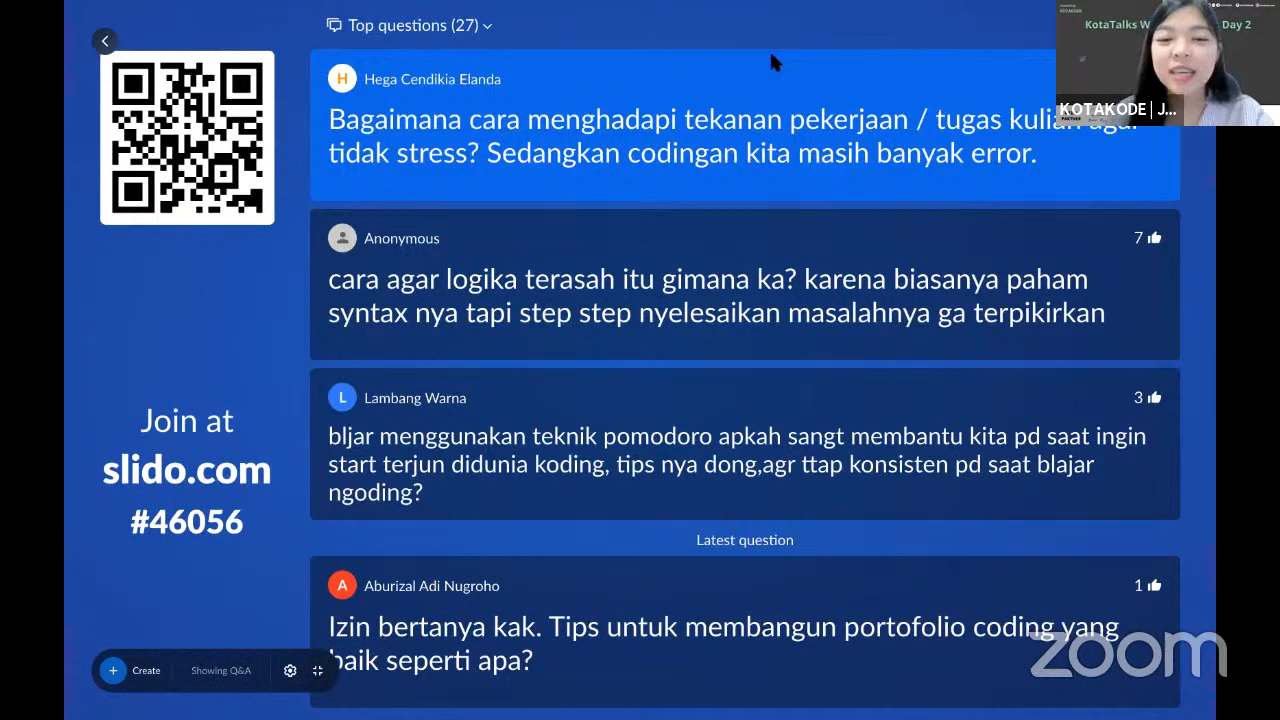 Top questions (27)
KotaTalks W
Day 2
H
Hega Cendikia Elanda
KOTAKODE | J...
Bagaimana cara menghadapi tekanan pekerjaan / tugas kuliah agar
tidak stress? Sedangkan codingan kita masih banyak error.
Anonymous
7
cara agar logika terasah itu gimana ka? karena biasanya paham
syntax nya tapi step step nyelesaikan masalahnya ga terpikirkan
L
Lambang Warna
3
bljar menggunakan teknik pomodoro apkah sangt membantu kita pd saat ingin
start terjun didunia koding, tips nya dong,agr ttap konsisten pd saat blajar
ngoding?
Join at
slido.com
#46056
Latest question
A
Aburizal Adi Nugroho
1
Izin bertanya kak. Tips untuk membangun portofolio coding yang
baik seperti apa?
+ Create
Showing Q&A
zoom